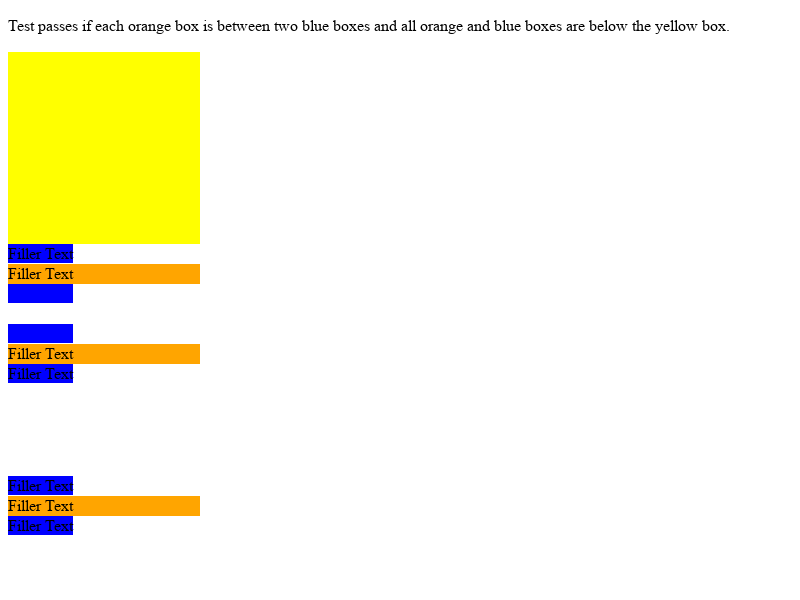 Test passes if each orange box is between two blue boxes and all orange and blue boxes are below the yellow box.
Filler Text
Filler Text
Filler Text
Filler Text
Filler Text
Filler Text
Filler Text